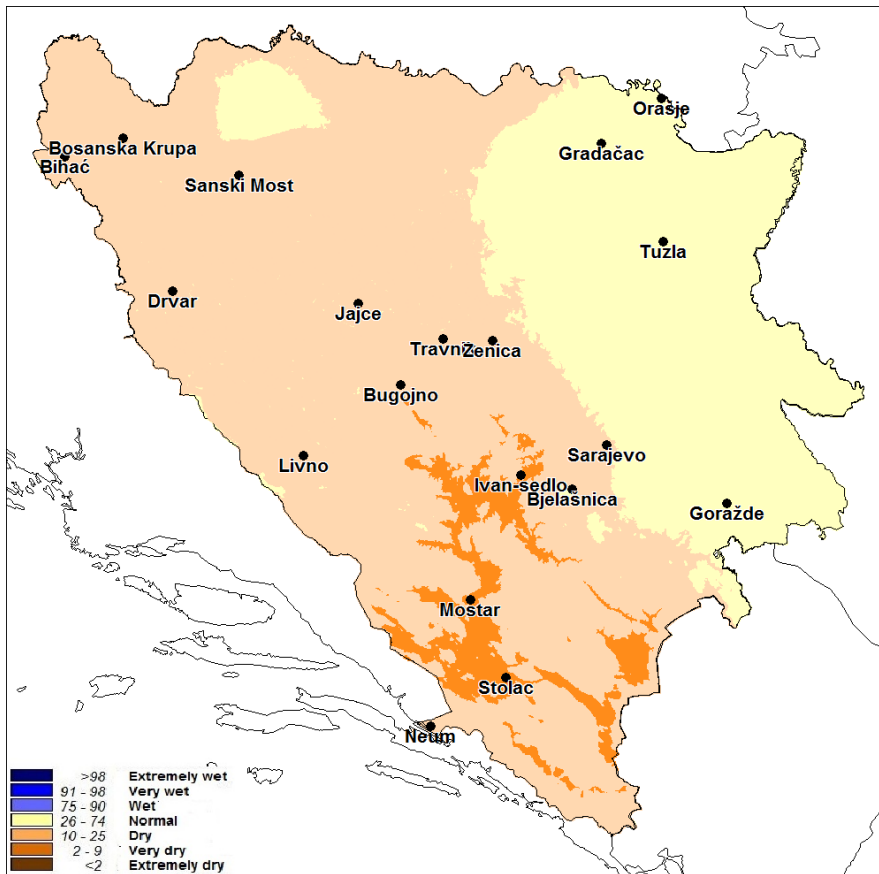 Orašje
Bosanska Krupa
Gradačac
Bihać
Sanski Most
Tuzla
Drvar
Jajce
Travnik
Zenica
Bugojno
Sarajevo
Livno
Ivan-sedlo
Bjelašnica
Goražde
Mostar
Stolac
Neum
>98 Extremely wet
91 - 98 Very wet
75 - 90 Wet
26 - 74 Normal
10 - 25 Dry
2 - 9 Very dry
<2 Extremely dry